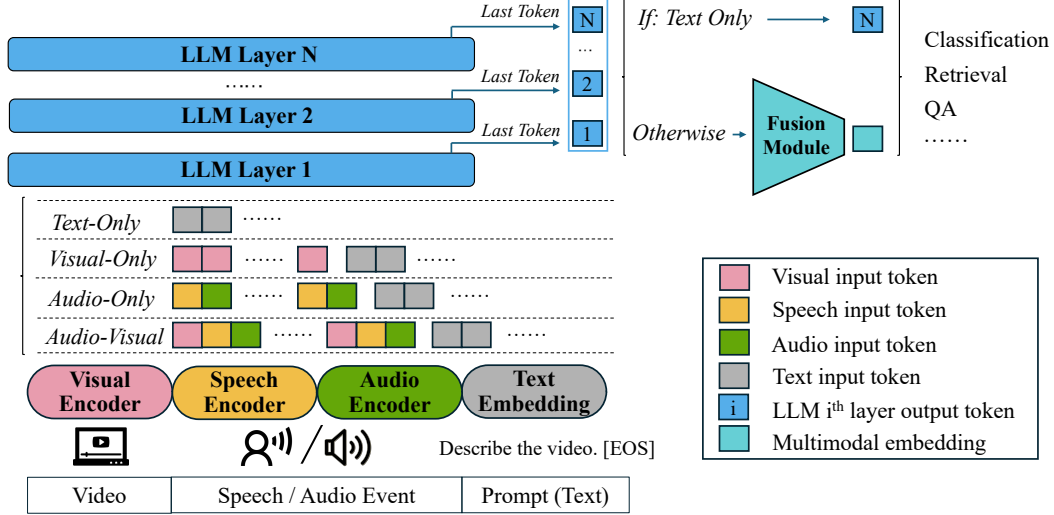 Last Token
N
LLM Layer N
...
......
Last Token
2
LLM Layer 2
Last Token
1
LLM Layer 1
If: Text Only
N
Otherwise
Fusion
Module
Classification
Retrieval
QA
......
Text-Only
......
Visual-Only
......
......
Audio-Only
......
......
Audio-Visual
......
......
Visual
Encoder
Speech
Encoder
Audio
Encoder
Text
Embedding
Describe the video. [EOS]
Video
Speech / Audio Event
Prompt (Text)
Visual input token
Speech input token
Audio input token
Text input token
i
LLM iᵗʰ layer output token
Multimodal embedding